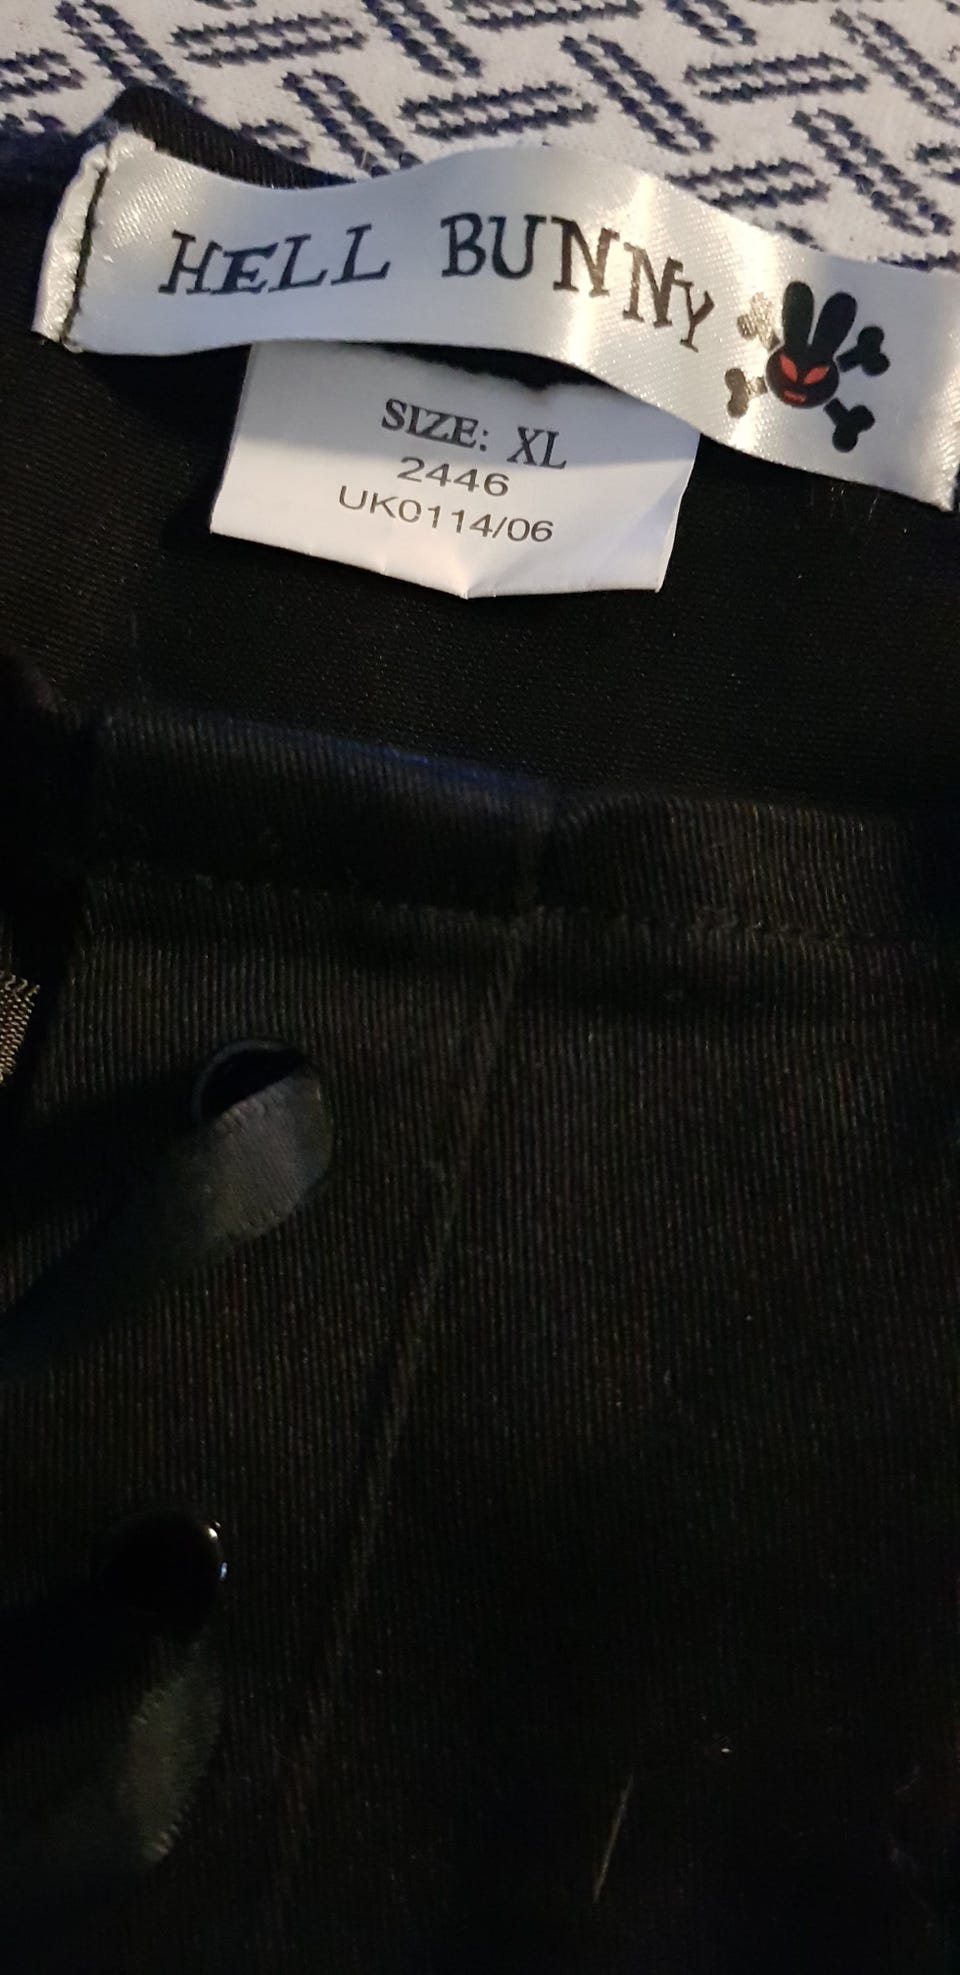 HELL BUNNY
SIZE: XL
2446
UK0114/06